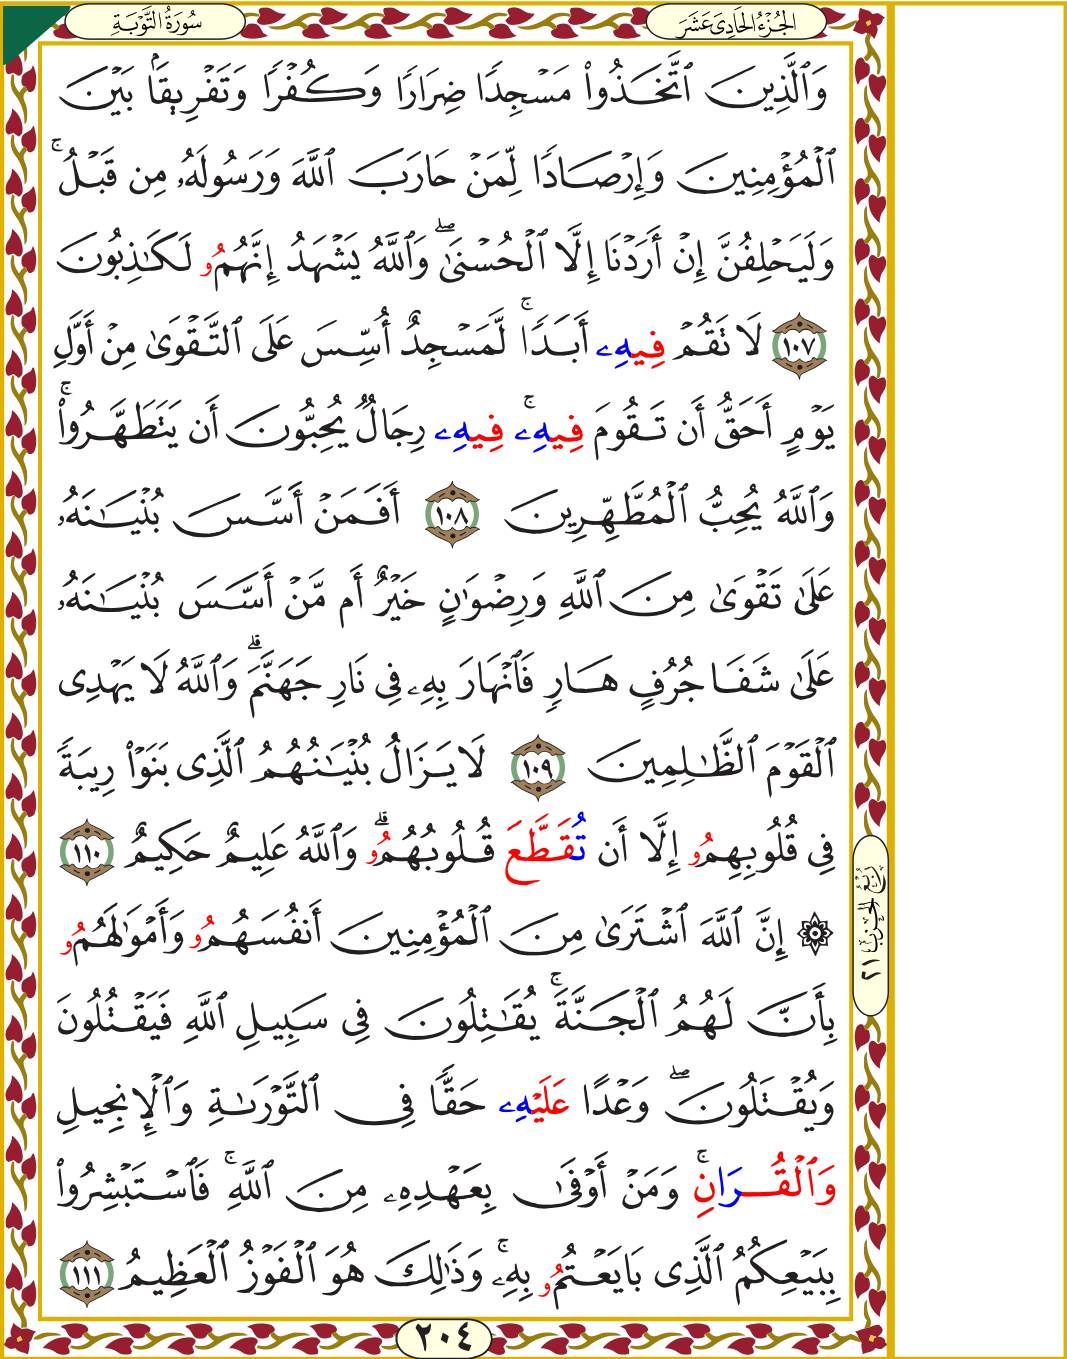 سُورَةُ التَّوْبَةِ
الجُزْءُ الحَادِيَ عَشَرَ
وَٱلَّذِينَ ٱتَّخَذُوا۟ مَسْجِدًا ضِرَارًا وَكُفْرًا وَتَفْرِيقًۢا بَيْنَ
ٱلْمُؤْمِنِينَ وَإِرْصَادًا لِّمَنْ حَارَبَ ٱللَّهَ وَرَسُولَهُۥ مِن قَبْلُ ۚ
وَلَيَحْلِفُنَّ إِنْ أَرَدْنَا إِلَّا ٱلْحُسْنَىٰ ۖ وَٱللَّهُ يَشْهَدُ إِنَّهُمُۥ لَكَـٰذِبُونَ
١٠٧ لَا تَقُمْ فِيهِۦ أَبَدًا ۚ لَّمَسْجِدٌ أُسِّسَ عَلَى ٱلتَّقْوَىٰ مِنْ أَوَّلِ
يَوْمٍ أَحَقُّ أَن تَقُومَ فِيهِۦ ۚ فِيهِۦ رِجَالٌ يُحِبُّونَ أَن يَتَطَهَّرُوا۟ ۚ
وَٱللَّهُ يُحِبُّ ٱلْمُطَّهِّرِينَ ١٠٨ أَفَمَنْ أَسَّسَ بُنْيَـٰنَهُۥ
عَلَىٰ تَقْوَىٰ مِنَ ٱللَّهِ وَرِضْوَٰنٍ خَيْرٌ أَم مَّنْ أَسَّسَ بُنْيَـٰنَهُۥ
عَلَىٰ شَفَا جُرُفٍ هَارٍ فَٱنْهَارَ بِهِۦ فِى نَارِ جَهَنَّمَ ۗ وَٱللَّهُ لَا يَهْدِى
ٱلْقَوْمَ ٱلظَّـٰلِمِينَ ١٠٩ لَا يَزَالُ بُنْيَـٰنُهُمُ ٱلَّذِى بَنَوْا۟ رِيبَةً
فِى قُلُوبِهِمُۥ إِلَّا أَن تُقَطَّعَ قُلُوبُهُمُۥ ۗ وَٱللَّهُ عَلِيمٌ حَكِيمٌ ١١٠
۞ إِنَّ ٱللَّهَ ٱشْتَرَىٰ مِنَ ٱلْمُؤْمِنِينَ أَنفُسَهُمُۥ وَأَمْوَٰلَهُمُۥ
بِأَنَّ لَهُمُ ٱلْجَنَّةَ ۚ يُقَـٰتِلُونَ فِى سَبِيلِ ٱللَّهِ فَيَقْتُلُونَ
وَيُقْتَلُونَ ۖ وَعْدًا عَلَيْهِۦ حَقًّا فِى ٱلتَّوْرَىٰةِ وَٱلْإِنجِيلِ
وَٱلْقُرَانِ ۚ وَمَنْ أَوْفَىٰ بِعَهْدِهِۦ مِنَ ٱللَّهِ ۚ فَٱسْتَبْشِرُوا۟
بِبَيْعِكُمُ ٱلَّذِى بَايَعْتُمُۥ بِهِۦ ۚ وَذَٰلِكَ هُوَ ٱلْفَوْزُ ٱلْعَظِيمُ ١١١
رُبْعُ الحِزْبِ ٢١
٢٠٤